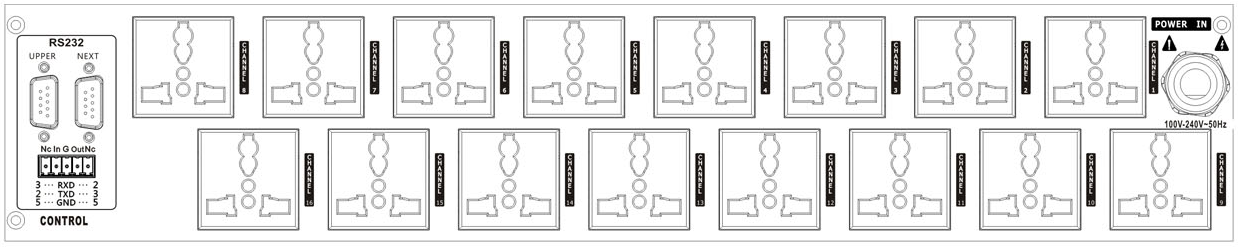 RS232
UPPER NEXT
Nc In G OutNc
3 ··· RXD ··· 2
2 ··· TXD ··· 3
5 ··· GND ··· 5
CONTROL
CHANNEL 8
CHANNEL 7
CHANNEL 6
CHANNEL 5
CHANNEL 4
CHANNEL 3
CHANNEL 2
CHANNEL 1
POWER IN
100V-240V~50Hz
CHANNEL 16
CHANNEL 15
CHANNEL 14
CHANNEL 13
CHANNEL 12
CHANNEL 11
CHANNEL 10
CHANNEL 9